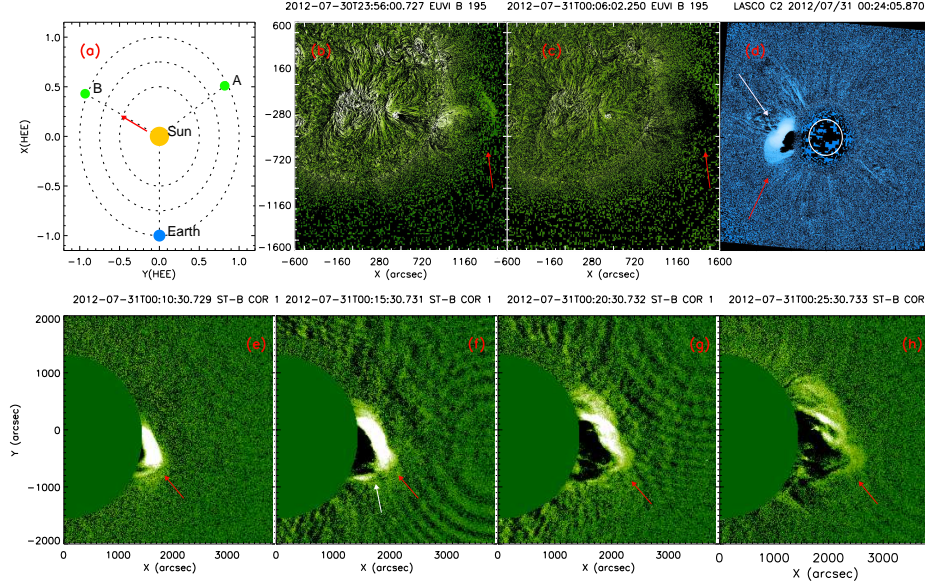 2012-07-30T23:56:00.727 EUVI B 195
2012-07-31T00:06:02.250 EUVI B 195
LASCO C2 2012/07/31 00:24:05.870
(a)
B
A
Sun
Earth
1.0
0.5
0.0
-0.5
-1.0
X(HEE)
-1.0 -0.5 0.0 0.5 1.0
Y(HEE)
(b)
600
160
-280
-720
-1160
-1600
-600 -160 280 720 1160
X (arcsec)
(c)
-600 -160 280 720 1160 1600
X (arcsec)
(d)
2012-07-31T00:10:30.729 ST-B COR 1
2012-07-31T00:15:30.731 ST-B COR 1
2012-07-31T00:20:30.732 ST-B COR 1
2012-07-31T00:25:30.733 ST-B COR
(e)
2000
1000
0
-1000
-2000
Y (arcsec)
0 1000 2000 3000
X (arcsec)
(f)
0 1000 2000 3000
X (arcsec)
(g)
0 1000 2000 3000
X (arcsec)
(h)
0 1000 2000 3000
X (arcsec)